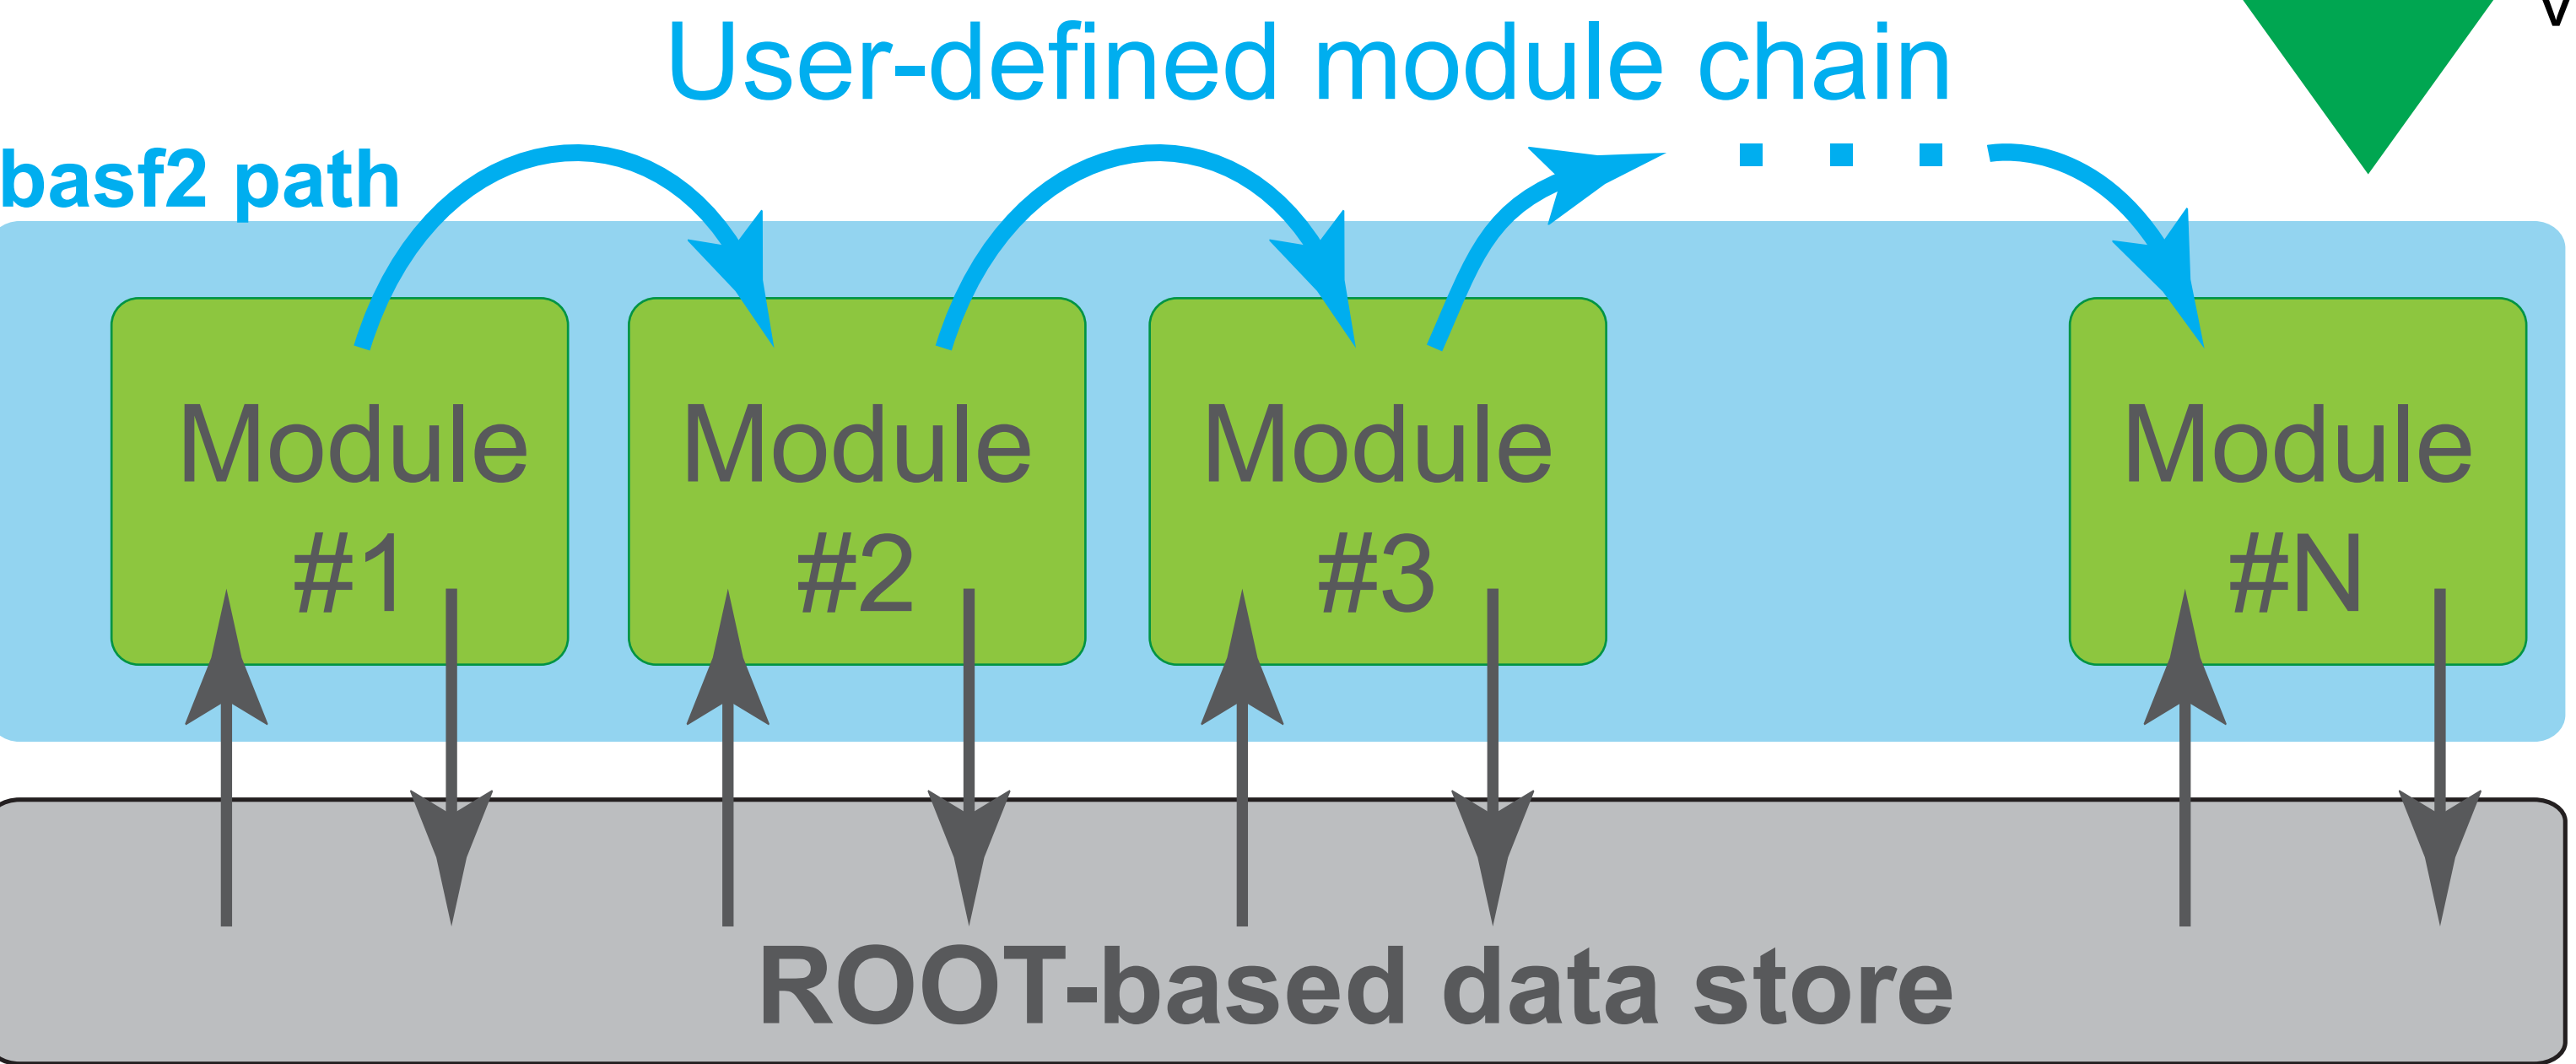 User-defined module chain
basf2 path
...
Module
#1
Module
#2
Module
#3
Module
#N
ROOT-based data store